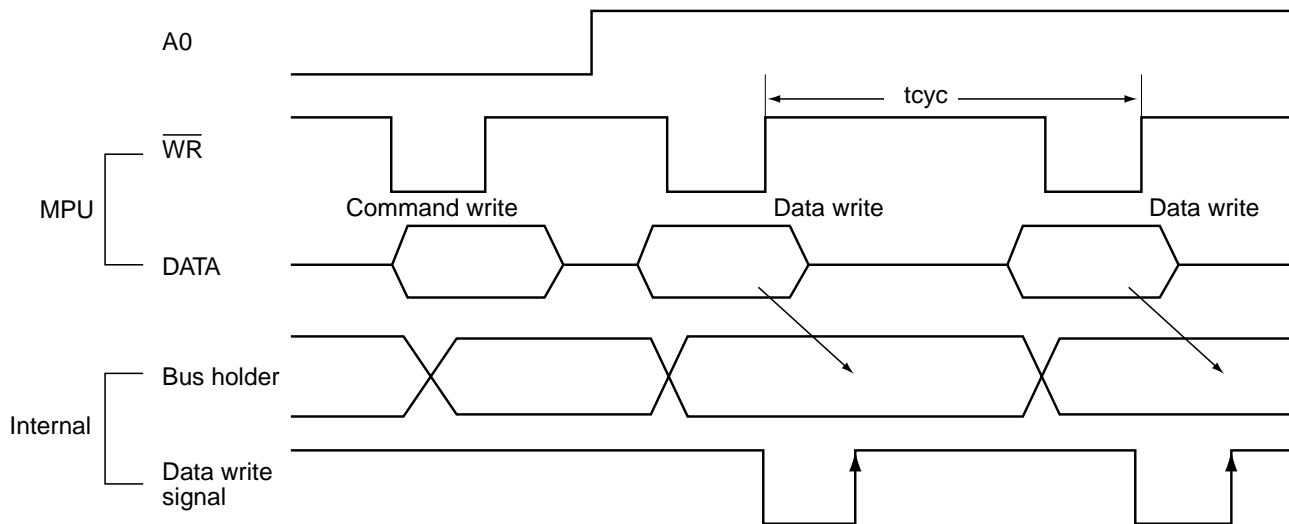 A0
tcyc
WR
MPU
Command write
Data write
Data write
DATA
Bus holder
Internal
Data write
signal